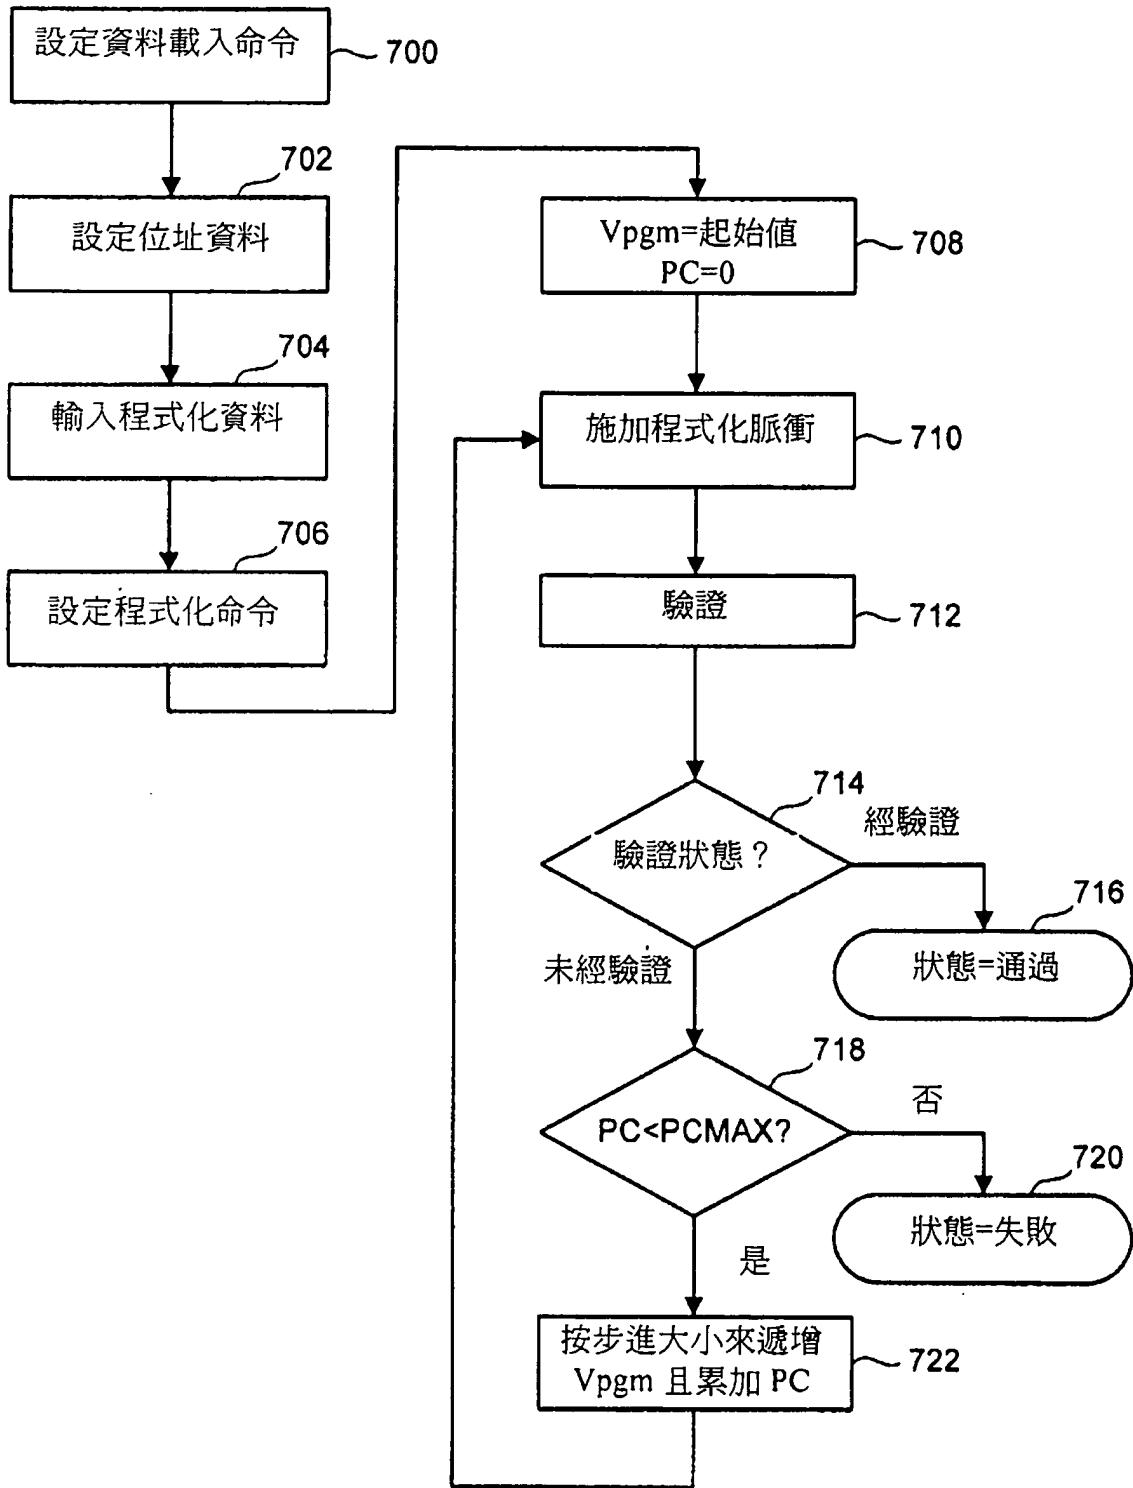 設定資料載入命令
700
702
設定位址資料
704
輸入程式化資料
706
設定程式化命令
Vpgm=起始值
PC=0
708
施加程式化脈衝
710
驗證
712
714
驗證狀態？
經驗證
716
狀態=通過
未經驗證
718
PC<PCMAX?
否
720
狀態=失敗
是
按步進大小來遞增
Vpgm 且累加 PC
722